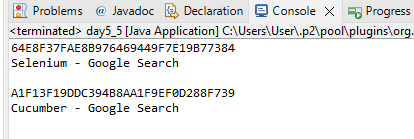 Problems Javadoc Declaration Console Progress
<terminated> day5_5 [Java Application] C:\Users\User\.p2\pool\plugins\org.
64E8F37FAE8B976469449F7E19B77384
Selenium - Google Search
A1F13F19DDC394B8AA1F9EF0D288F739
Cucumber - Google Search